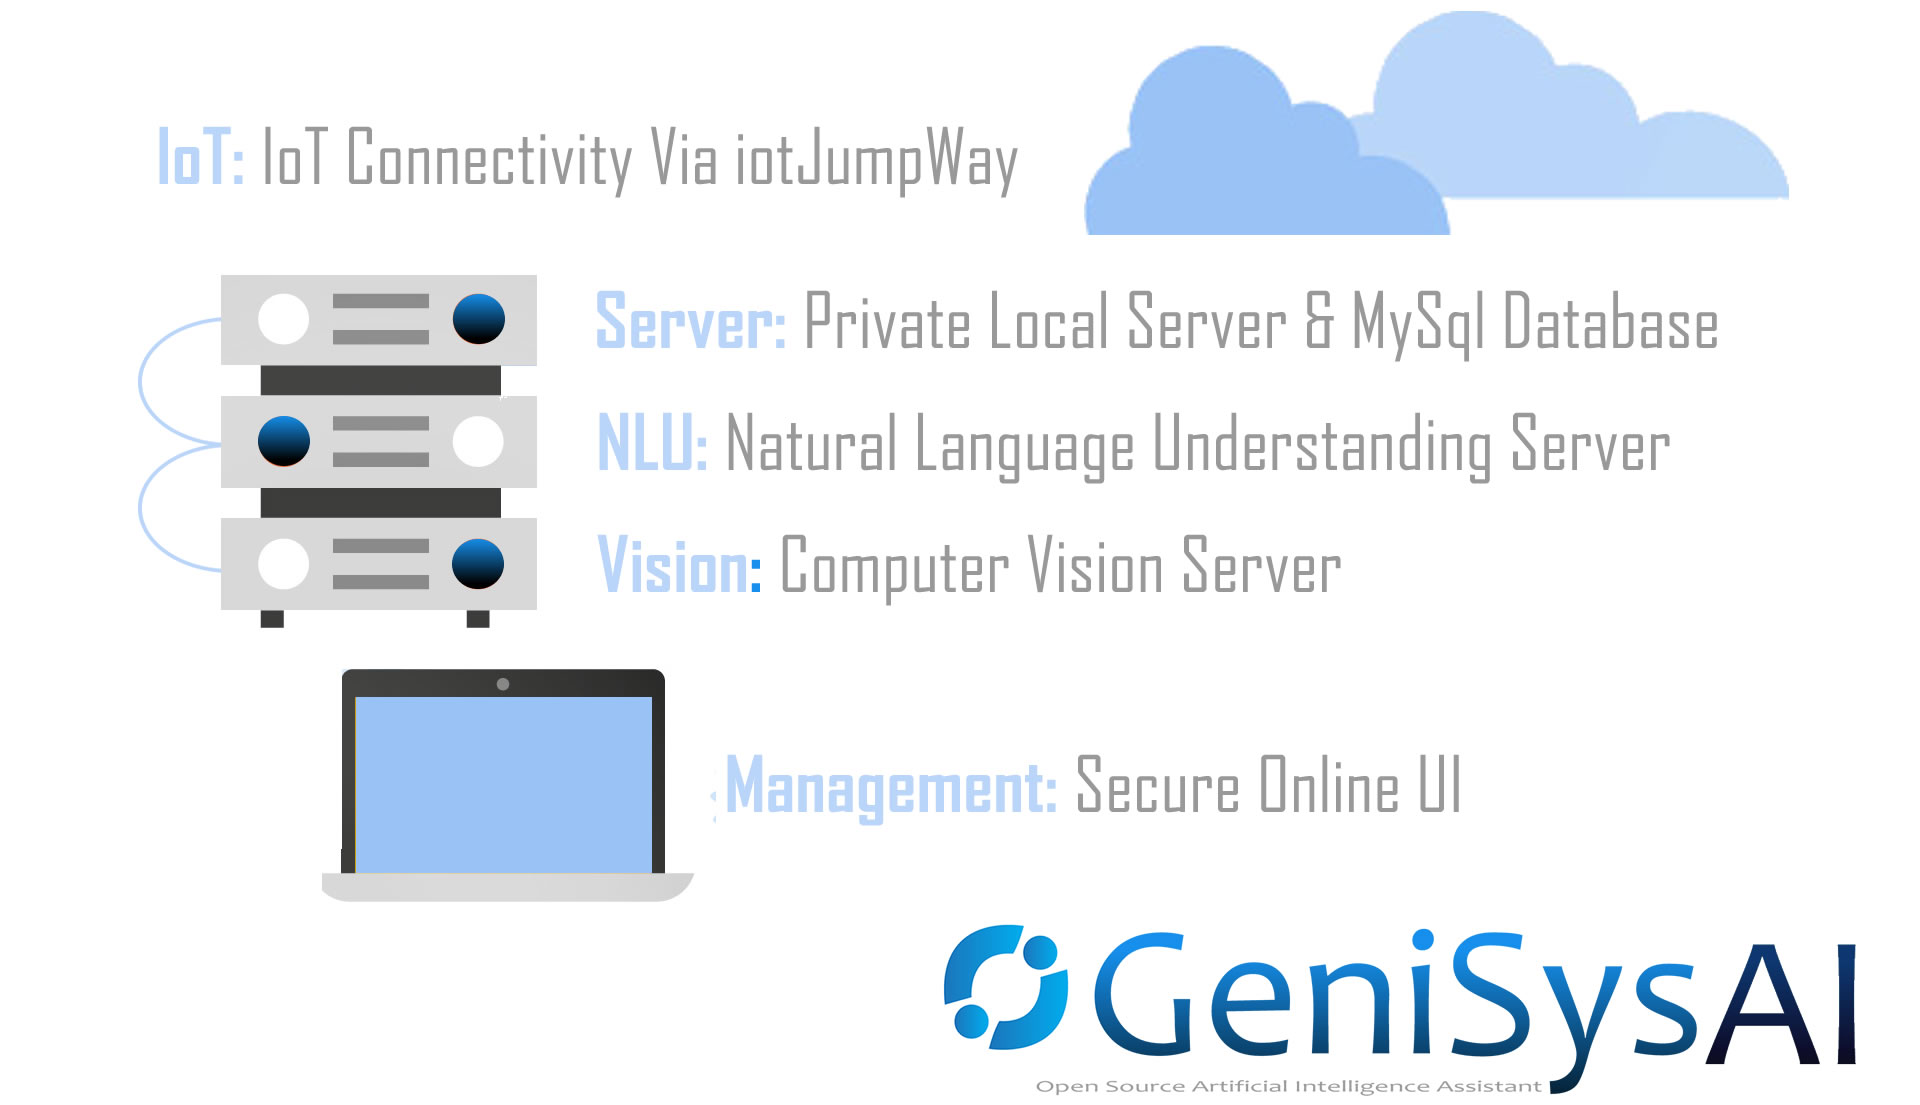 IoT: IoT Connectivity Via iotJumpWay
Server: Private Local Server & MySql Database
NLU: Natural Language Understanding Server
Vision: Computer Vision Server
Management: Secure Online UI
GeniSysAI
Open Source Artificial Intelligence Assistant